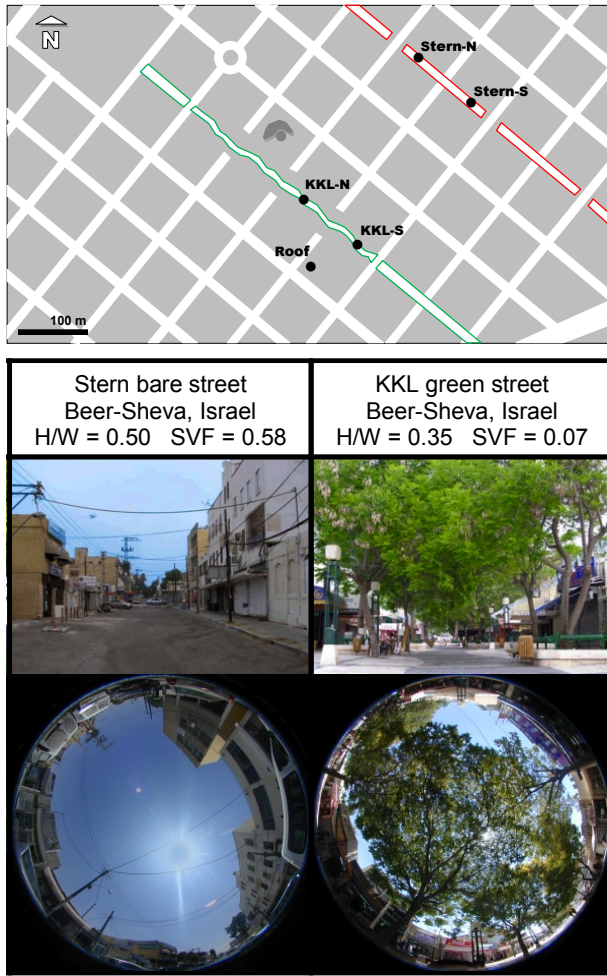 N
Stern-N
Stern-S
KKL-N
KKL-S
Roof
100 m
Stern bare street
Beer-Sheva, Israel
H/W = 0.50 SVF = 0.58
KKL green street
Beer-Sheva, Israel
H/W = 0.35 SVF = 0.07